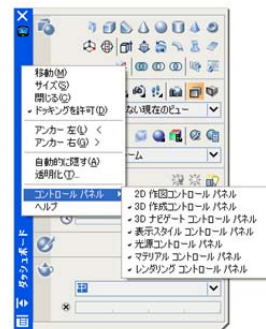 移動(M)
サイズ(S)
閉じる(C)
ドッキングを許可(D)
アンカー 左(L) <
アンカー 右(G) >
自動的に隠す(A)
透明化(T)...
コントロール パネル
ヘルプ
ない現在のビュー
ーム
2D 作図コントロール パネル
3D 作成コントロール パネル
3D ナビゲート コントロール パネル
表示スタイル コントロール パネル
光源コントロール パネル
マテリアル コントロール パネル
レンダリング コントロール パネル
ダッシュボード